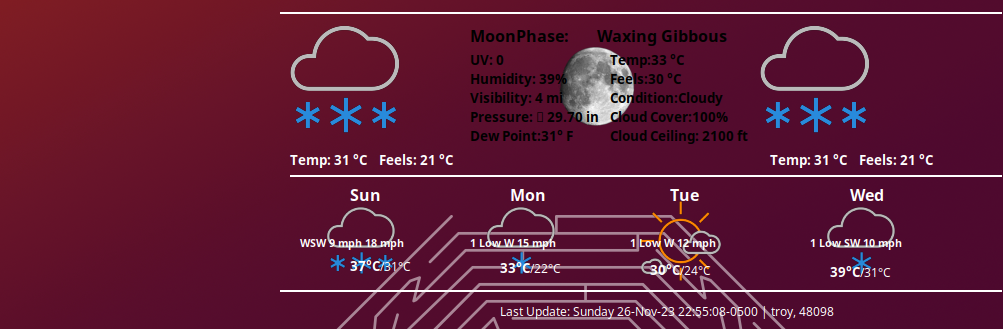 MoonPhase: Waxing Gibbous
UV: 0 Temp:33 °C
Humidity: 39% Feels:30 °C
Visibility: 4 mi Condition:Cloudy
Pressure: 29.70 in Cloud Cover:100%
Dew Point:31° F Cloud Ceiling: 2100 ft
Temp: 31 °C Feels: 21 °C Temp: 31 °C Feels: 21 °C
Sun Mon Tue Wed
WSW 9 mph 18 mph 1 Low W 15 mph 1 Low W 12 mph 1 Low SW 10 mph
37°C/31°C 33°C/22°C 30°C/24°C 39°C/31°C
Last Update: Sunday 26-Nov-23 22:55:08-0500 | troy, 48098